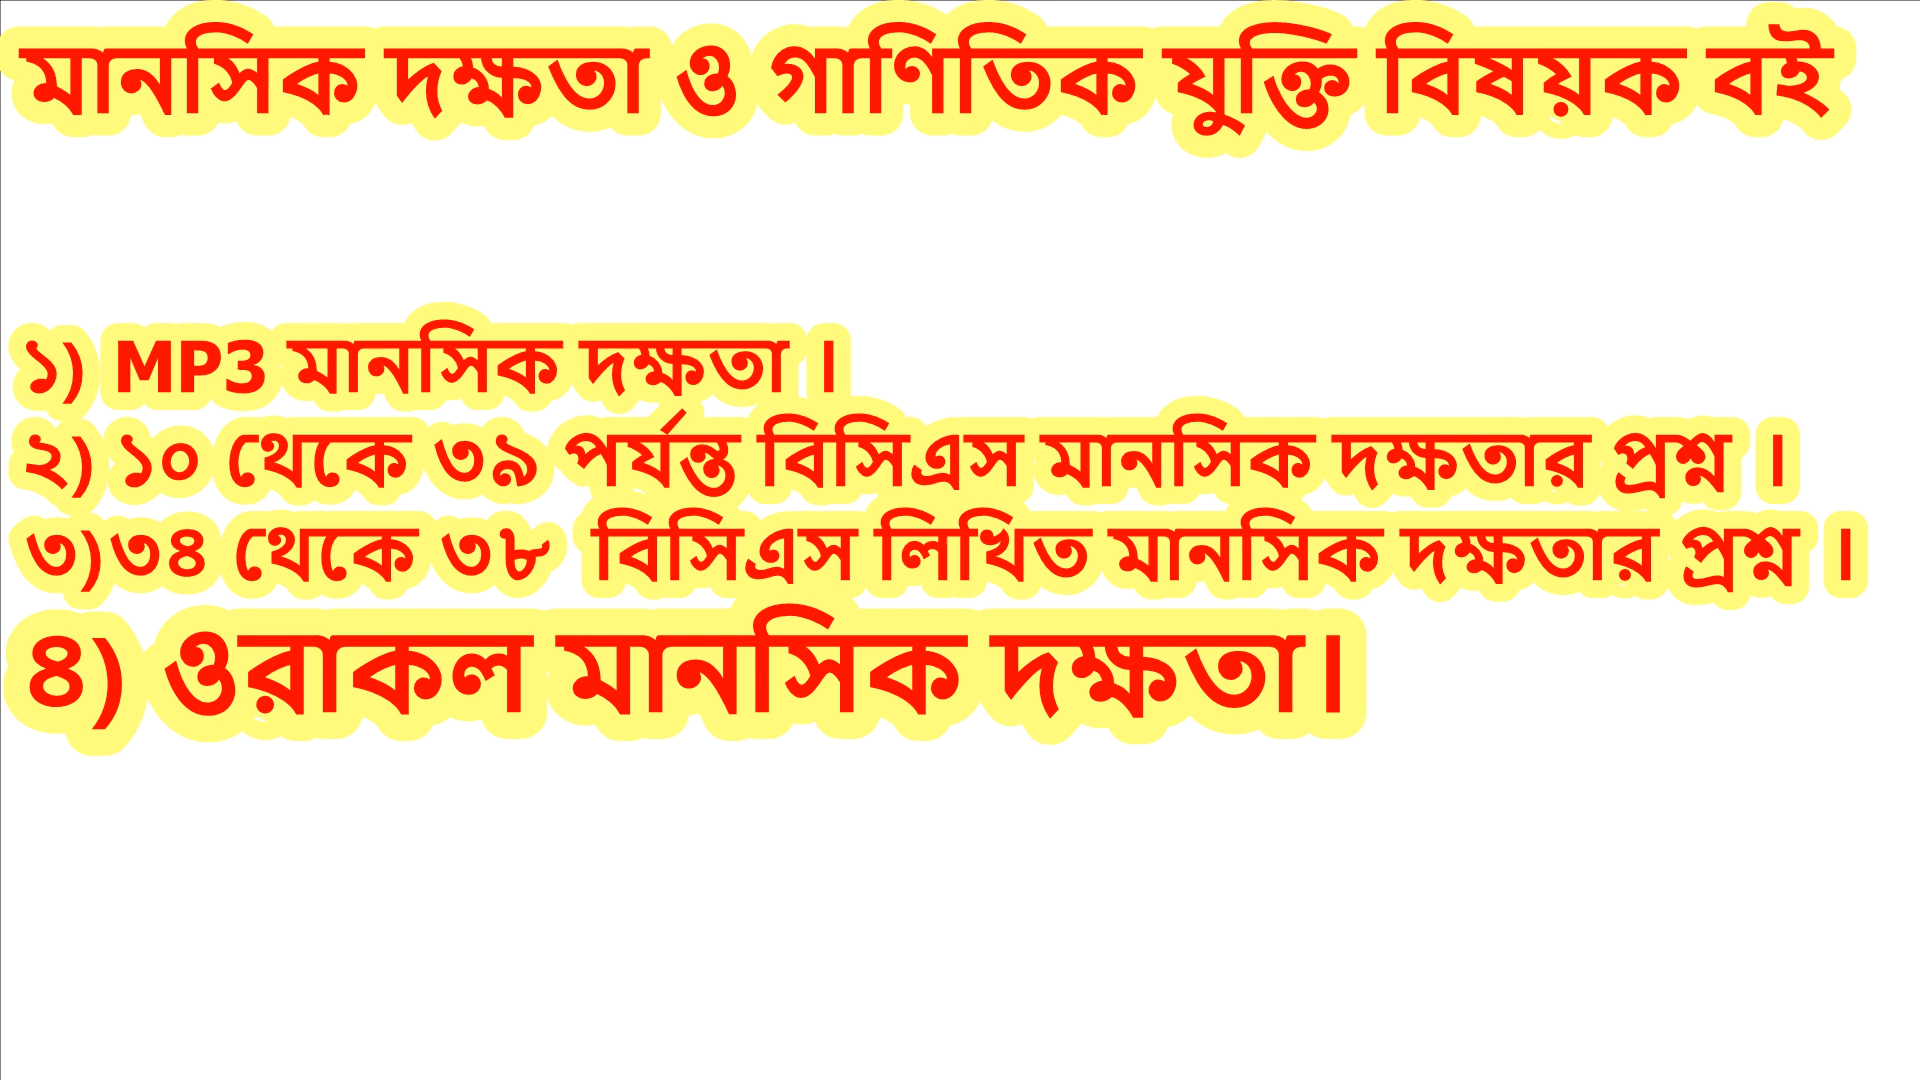 মানসিক দক্ষতা ও গাণিতিক যুক্তি বিষয়ক বই
১) MP3 মানসিক দক্ষতা ।
২) ১০ থেকে ৩৯ পর্যন্ত বিসিএস মানসিক দক্ষতার প্রশ্ন ।
৩)৩৪ থেকে ৩৮ বিসিএস লিখিত মানসিক দক্ষতার প্রশ্ন ।
৪) ওরাকল মানসিক দক্ষতা।